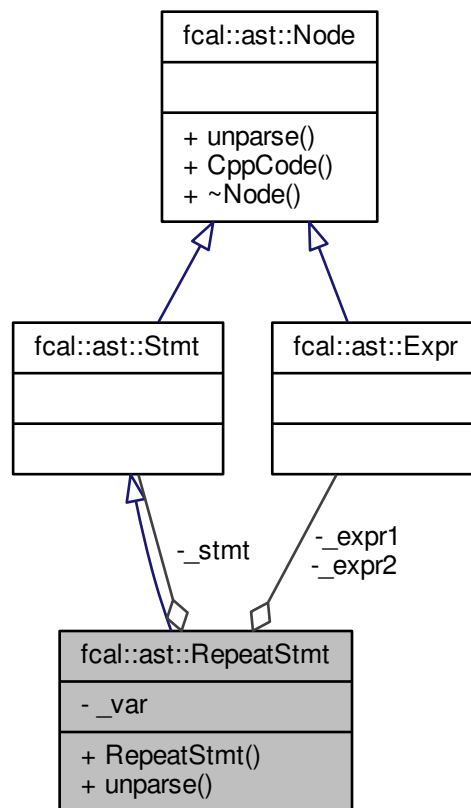 fcal::ast::Node
+ unparse()
+ CppCode()
+ ~Node()
fcal::ast::Stmt
fcal::ast::Expr
-_stmt
-_expr1
-_expr2
fcal::ast::RepeatStmt
- _var
+ RepeatStmt()
+ unparse()